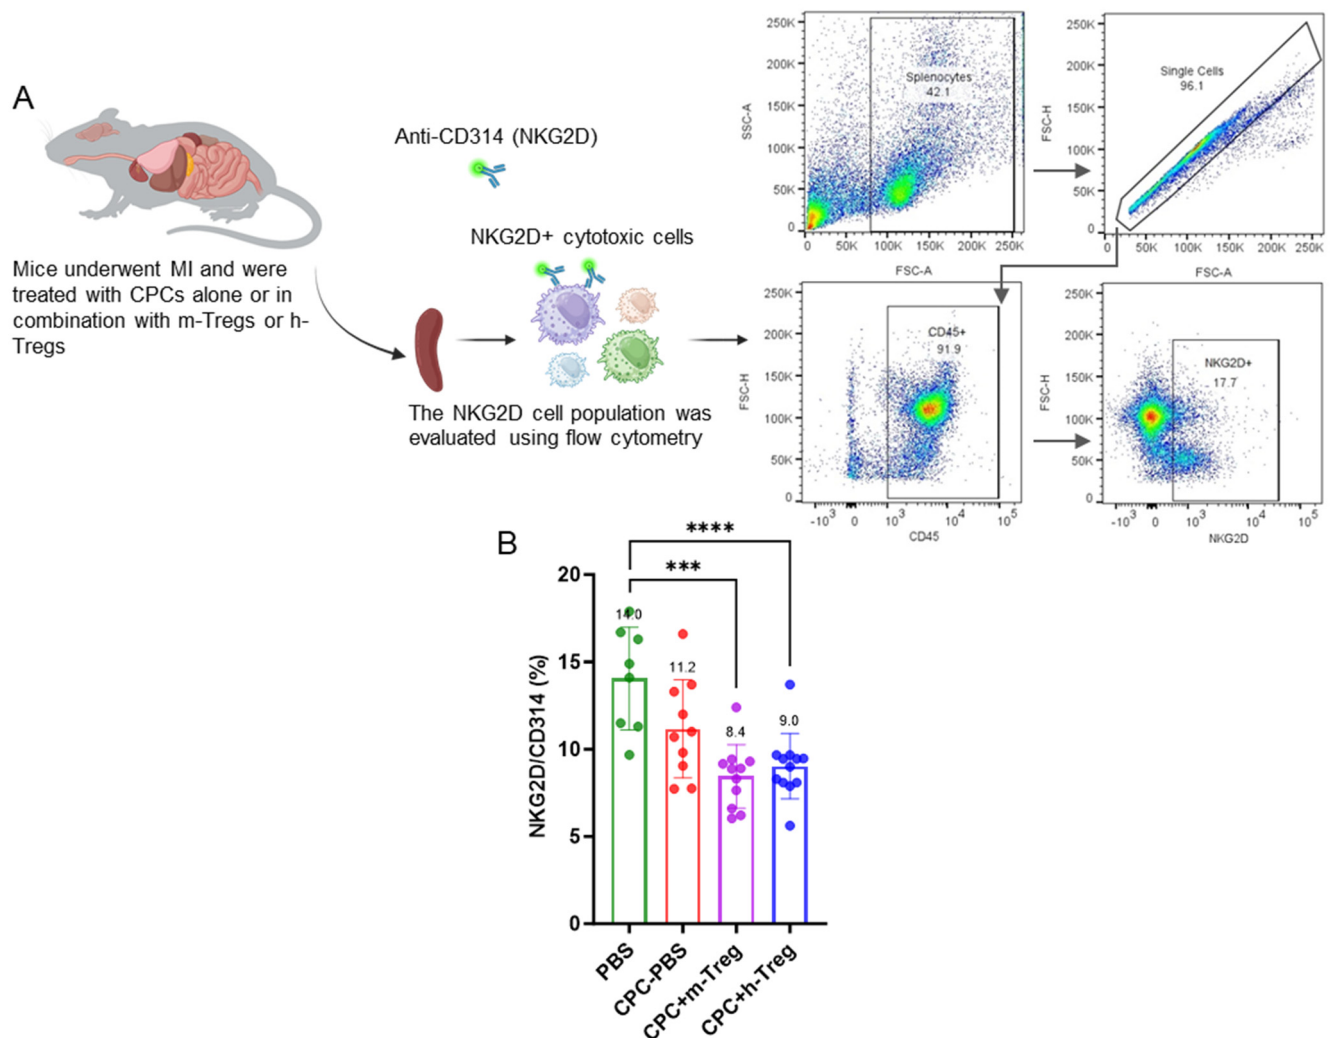 A
Mice underwent MI and were
treated with CPCs alone or in
combination with m-Tregs or h-
Tregs
Anti-CD314 (NKG2D)
NKG2D+ cytotoxic cells
The NKG2D cell population was
evaluated using flow cytometry
250K
200K
150K
100K
50K
0
SSC-A
Splenocytes
42.1
0 50K 100K 150K 200K 250K
FSC-A
250K
200K
150K
100K
50K
0
FSC-H
Single Cells
96.1
0 50K 100K 150K 200K 250K
FSC-A
250K
200K
150K
100K
50K
0
FSC-H
CD45+
91.9
-10³ 0 10³ 10⁴ 10⁵
CD45
250K
200K
150K
100K
50K
0
FSC-H
NKG2D+
17.7
-10³ 0 10³ 10⁴ 10⁵
NKG2D
B
****
***
NKG2D/CD314 (%)
20
15
10
5
0
14.0
11.2
8.4
9.0
PBS
CPC-PBS
CPC+m-Treg
CPC+h-Treg